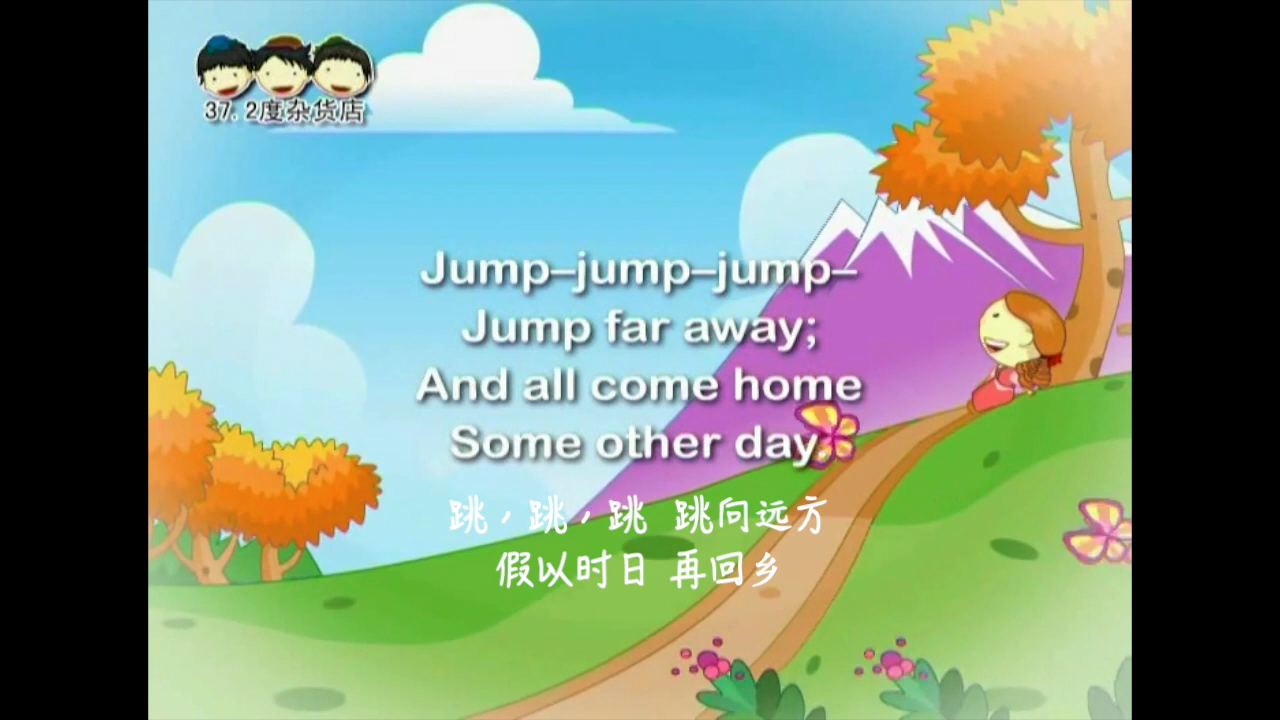 37.2度杂货店
Jump–jump–jump–
Jump far away;
And all come home
Some other day.
跳，跳，跳 跳向远方
假以时日 再回乡